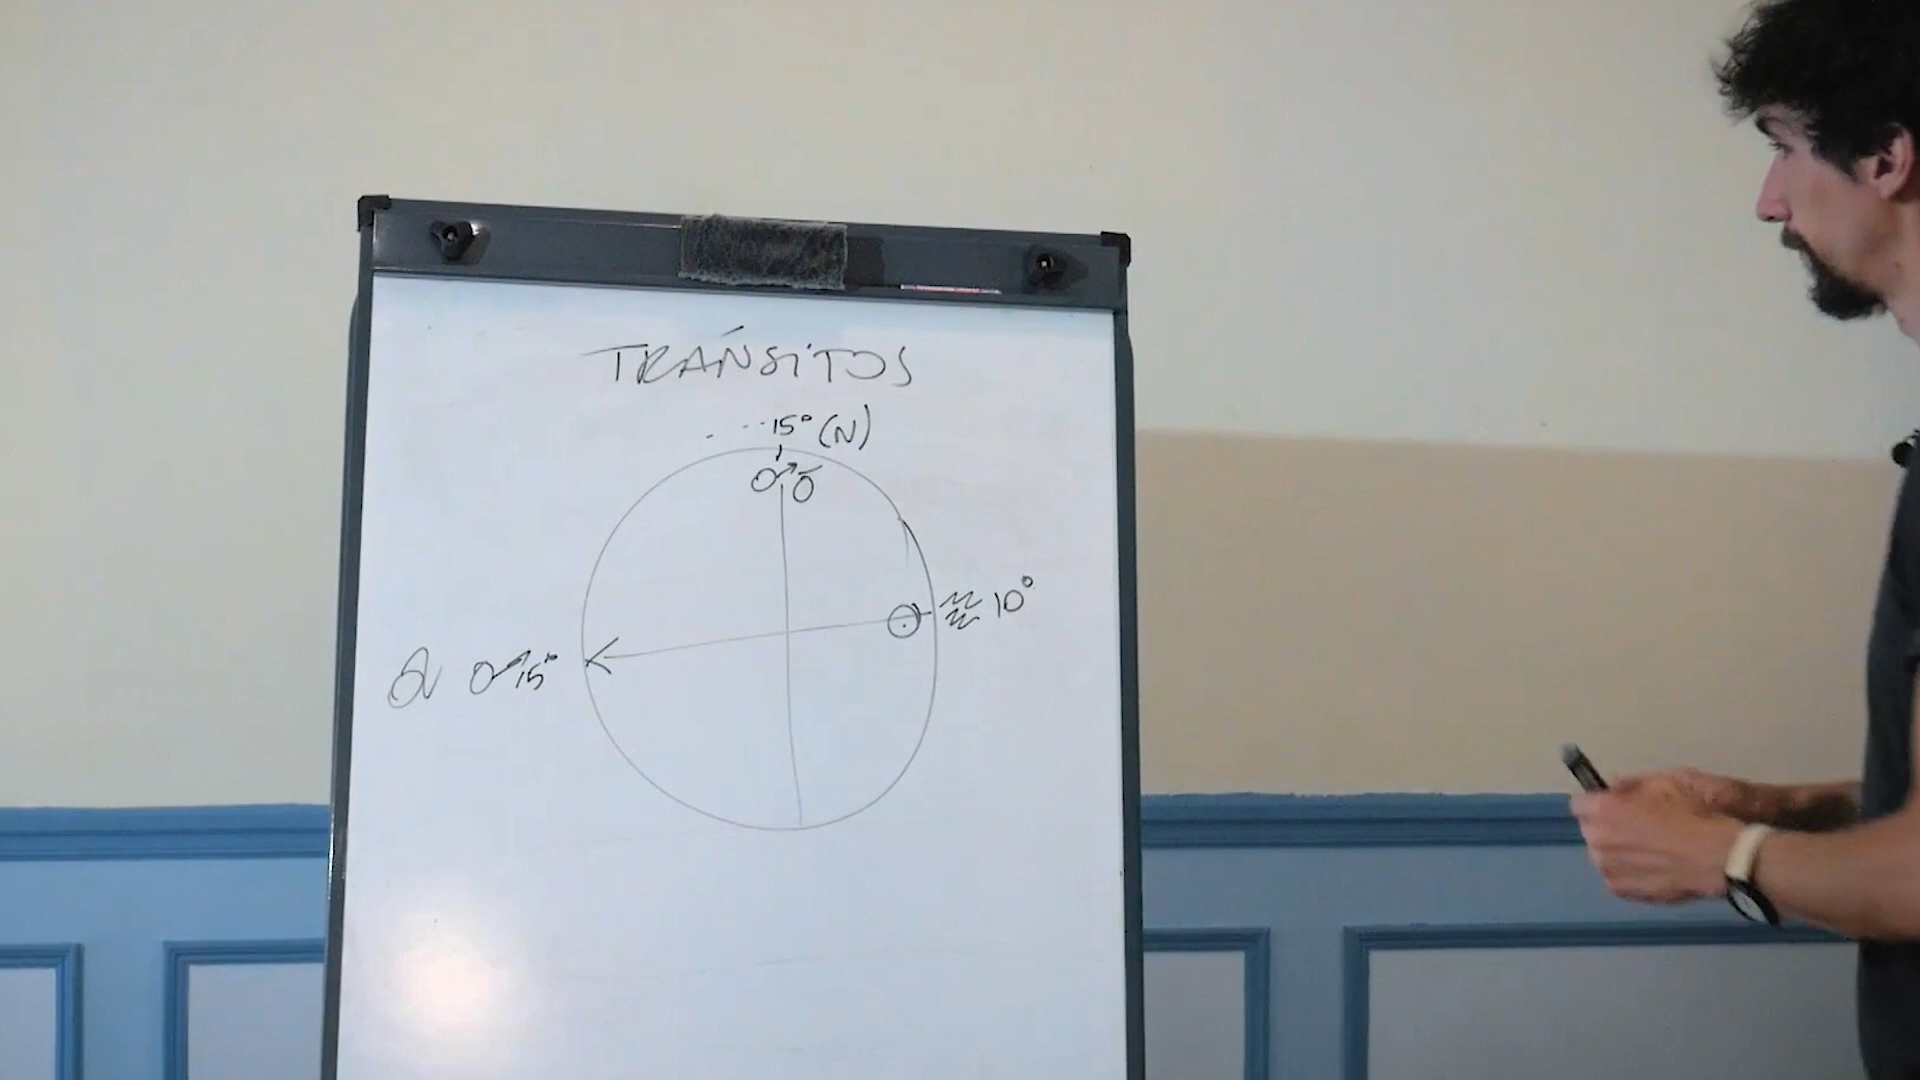 TRÁNSITOS
15° (N)
♂ ♉
♒ 10°
♌ ♂ 15°